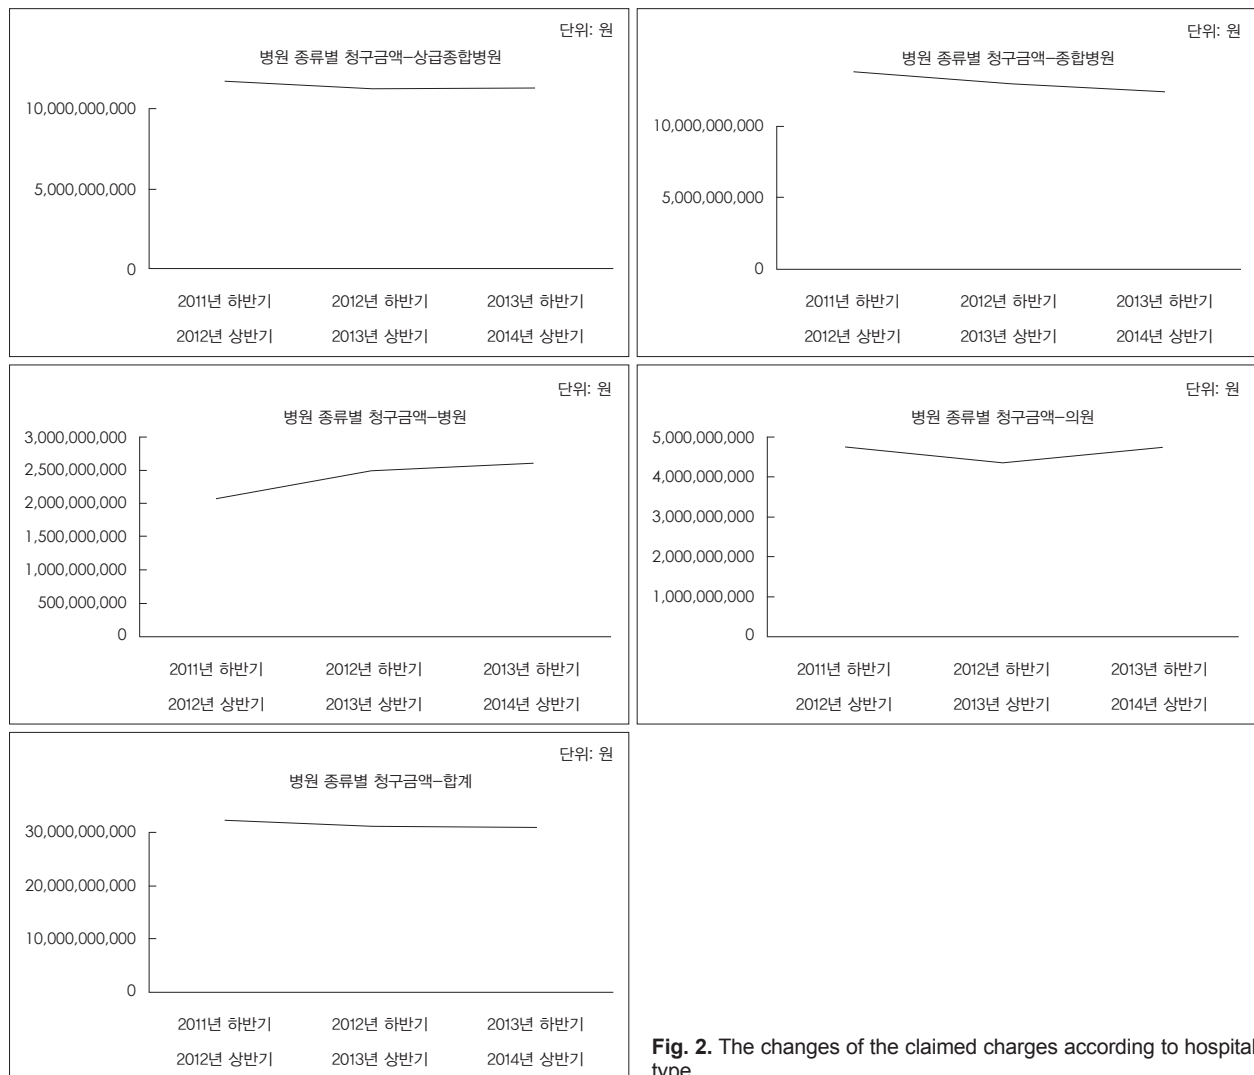 단위: 원
병원 종류별 청구금액-상급종합병원
10,000,000,000
5,000,000,000
0
2011년 하반기 2012년 하반기 2013년 하반기
2012년 상반기 2013년 상반기 2014년 상반기
단위: 원
병원 종류별 청구금액-종합병원
10,000,000,000
5,000,000,000
0
2011년 하반기 2012년 하반기 2013년 하반기
2012년 상반기 2013년 상반기 2014년 상반기
단위: 원
병원 종류별 청구금액-병원
3,000,000,000
2,500,000,000
2,000,000,000
1,500,000,000
1,000,000,000
500,000,000
0
2011년 하반기 2012년 하반기 2013년 하반기
2012년 상반기 2013년 상반기 2014년 상반기
단위: 원
병원 종류별 청구금액-의원
5,000,000,000
4,000,000,000
3,000,000,000
2,000,000,000
1,000,000,000
0
2011년 하반기 2012년 하반기 2013년 하반기
2012년 상반기 2013년 상반기 2014년 상반기
단위: 원
병원 종류별 청구금액-합계
30,000,000,000
20,000,000,000
10,000,000,000
0
2011년 하반기 2012년 하반기 2013년 하반기
2012년 상반기 2013년 상반기 2014년 상반기
Fig. 2. The changes of the claimed charges according to hospital
type